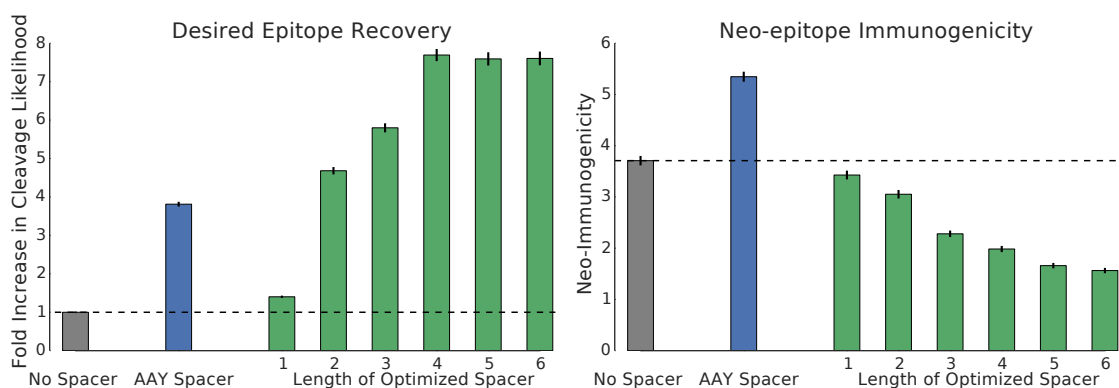 Desired Epitope Recovery
Fold Increase in Cleavage Likelihood
8
7
6
5
4
3
2
1
0
No Spacer
AAY Spacer
1
2
3
4
5
6
Length of Optimized Spacer
Neo-epitope Immunogenicity
Neo-Immunogenicity
6
5
4
3
2
1
0
No Spacer
AAY Spacer
1
2
3
4
5
6
Length of Optimized Spacer